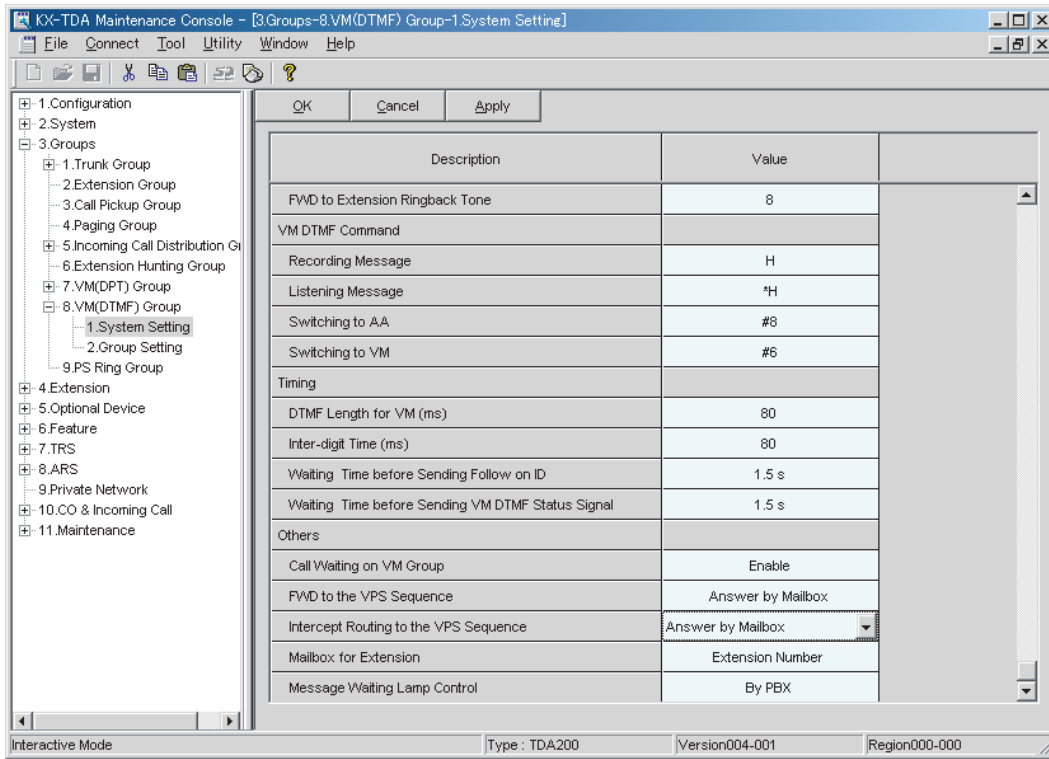 KX-TDA Maintenance Console - [3.Groups-8.VM(DTMF) Group-1.System Setting]
File Connect Tool Utility Window Help
1.Configuration
2.System
3.Groups
1.Trunk Group
2.Extension Group
3.Call Pickup Group
4.Paging Group
5.Incoming Call Distribution Gr
6.Extension Hunting Group
7.VM(DPT) Group
8.VM(DTMF) Group
1.System Setting
2.Group Setting
9.PS Ring Group
4.Extension
5.Optional Device
6.Feature
7.TRS
8.ARS
9.Private Network
10.CO & Incoming Call
11.Maintenance
OK Cancel Apply
Description Value
FWD to Extension Ringback Tone 8
VM DTMF Command
Recording Message H
Listening Message *H
Switching to AA #8
Switching to VM #6
Timing
DTMF Length for VM (ms) 80
Inter-digit Time (ms) 80
Waiting Time before Sending Follow on ID 1.5 s
Waiting Time before Sending VM DTMF Status Signal 1.5 s
Others
Call Waiting on VM Group Enable
FWD to the VPS Sequence Answer by Mailbox
Intercept Routing to the VPS Sequence Answer by Mailbox
Mailbox for Extension Extension Number
Message Waiting Lamp Control By PBX
Interactive Mode Type : TDA200 Version004-001 Region000-000